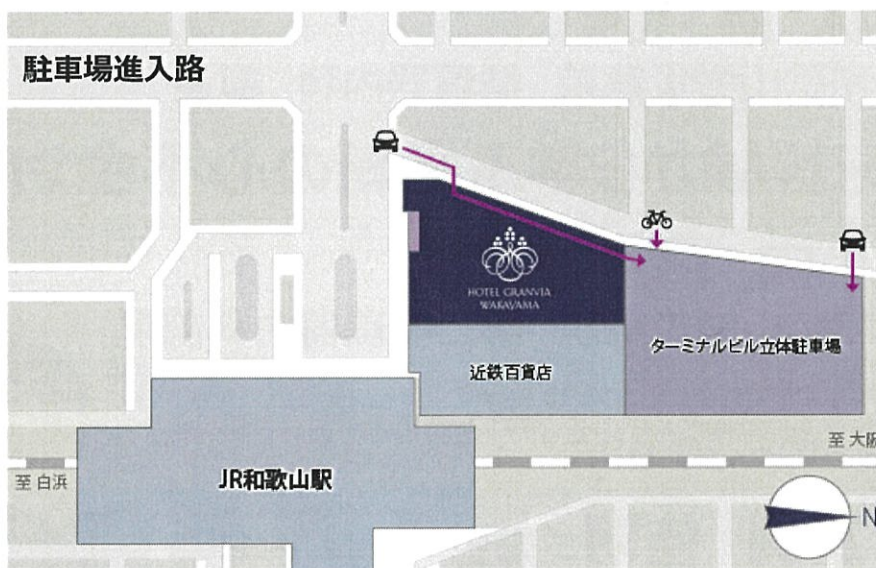 駐車場進入路
HOTEL GRANVIA
WAKAYAMA
ターミナルビル立体駐車場
近鉄百貨店
至 大阪
至 白浜
JR和歌山駅
N